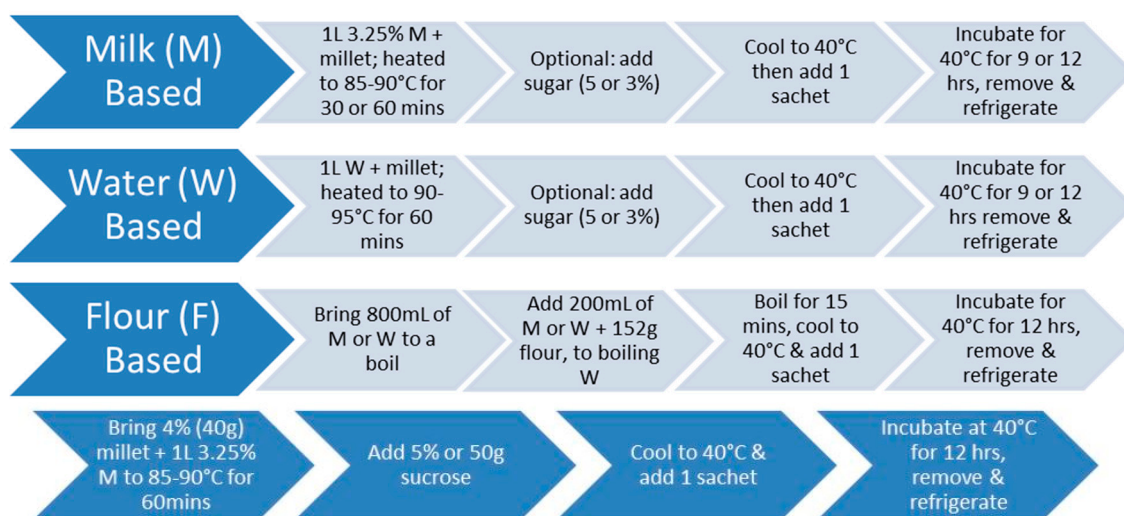 Milk (M)
Based
1L 3.25% M +
millet; heated
to 85-90°C for
30 or 60 mins
Optional: add
sugar (5 or 3%)
Cool to 40°C
then add 1
sachet
Incubate for
40°C for 9 or 12
hrs, remove &
refrigerate
Water (W)
Based
1L W + millet;
heated to 90-
95°C for 60
mins
Optional: add
sugar (5 or 3%)
Cool to 40°C
then add 1
sachet
Incubate for
40°C for 9 or 12
hrs remove &
refrigerate
Flour (F)
Based
Bring 800mL of
M or W to a
boil
Add 200mL of
M or W + 152g
flour, to boiling
W
Boil for 15
mins, cool to
40°C & add 1
sachet
Incubate for
40°C for 12 hrs,
remove &
refrigerate
Bring 4% (40g)
millet + 1L 3.25%
M to 85-90°C for
60mins
Add 5% or 50g
sucrose
Cool to 40°C &
add 1 sachet
Incubate at 40°C
for 12 hrs,
remove &
refrigerate